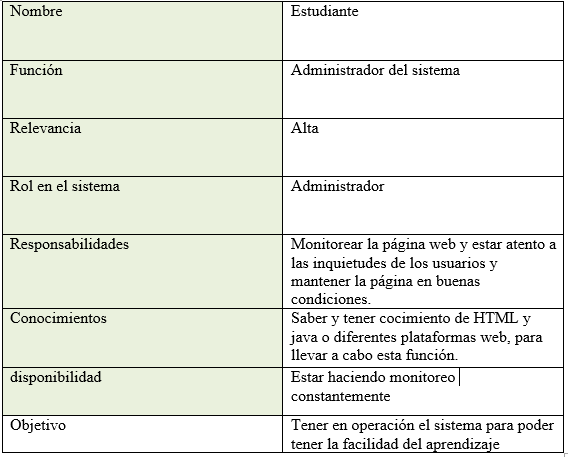 Nombre
Estudiante
Función
Administrador del sistema
Relevancia
Alta
Rol en el sistema
Administrador
Responsabilidades
Monitorear la página web y estar atento a
las inquietudes de los usuarios y
mantener la página en buenas
condiciones.
Conocimientos
Saber y tener cocimiento de HTML y
java o diferentes plataformas web, para
llevar a cabo esta función.
disponibilidad
Estar haciendo monitoreo
constantemente
Objetivo
Tener en operación el sistema para poder
tener la facilidad del aprendizaje